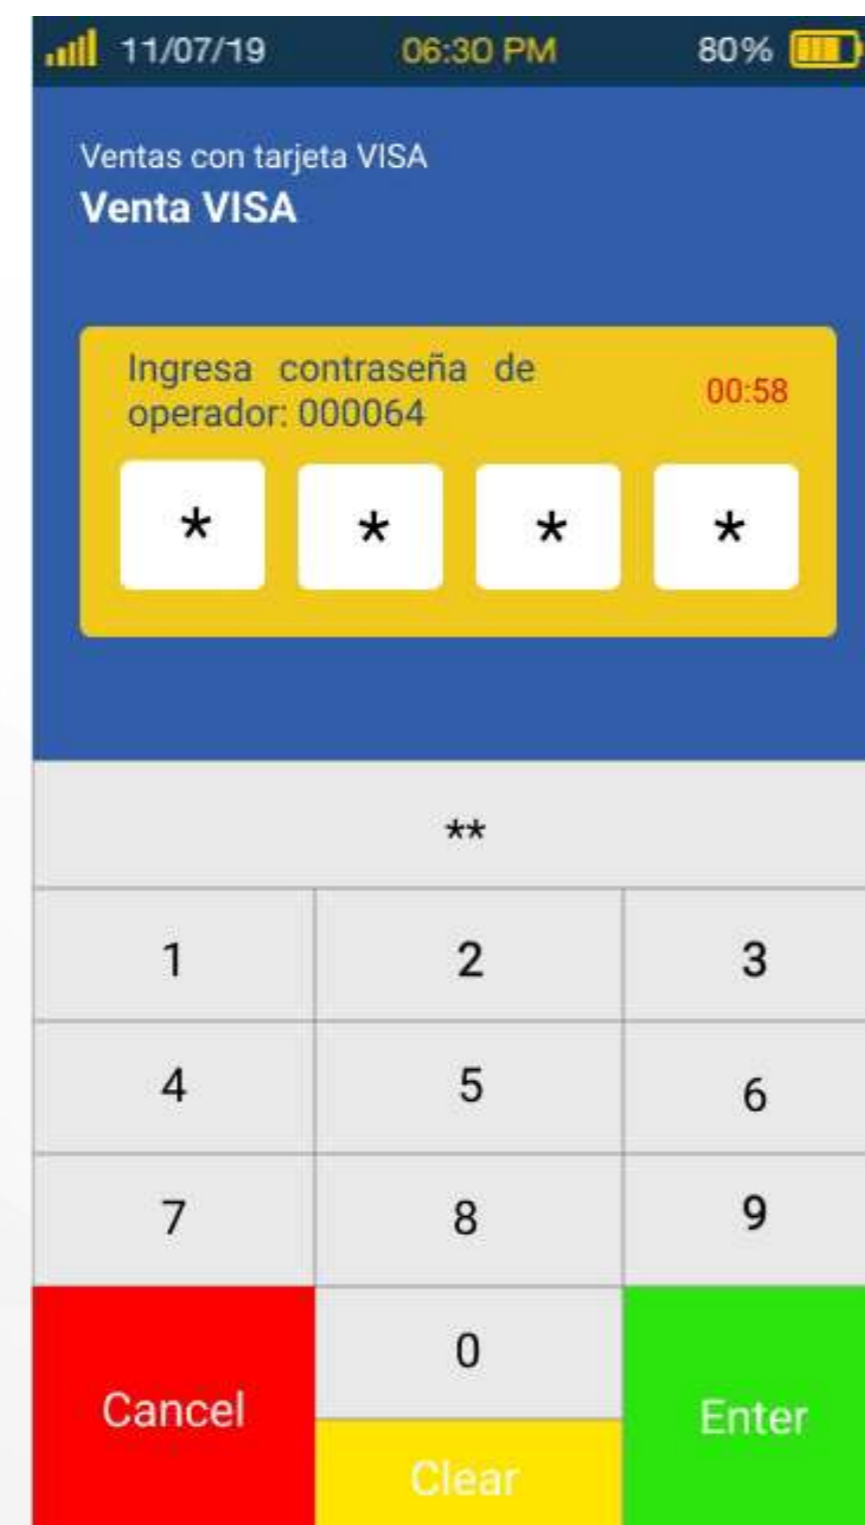 11/07/19 06:30 PM 80%
Ventas con tarjeta VISA
Venta VISA
Ingresa contraseña de
operador: 000064
00:58
* * * *
**
1 2 3
4 5 6
7 8 9
0
Cancel Enter
Clear